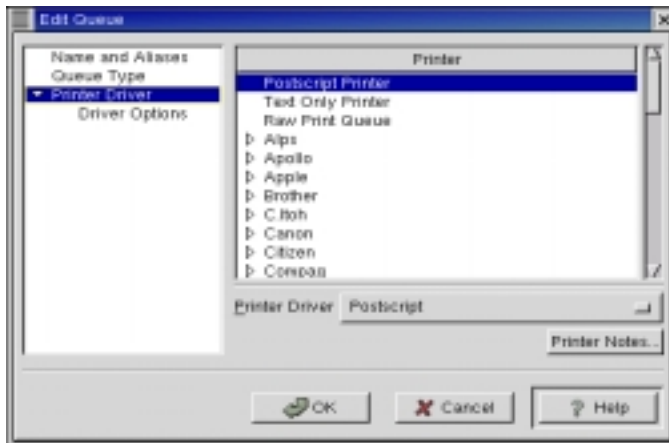 Edit Queue
Name and Aliases
Queue Type
Printer Driver
Driver Options
Printer
Postscript Printer
Text Only Printer
Raw Print Queue
Alps
Apollo
Apple
Brother
C.Itoh
Canon
Citizen
Compaq
Printer Driver Postscript
Printer Notes...
OK Cancel Help